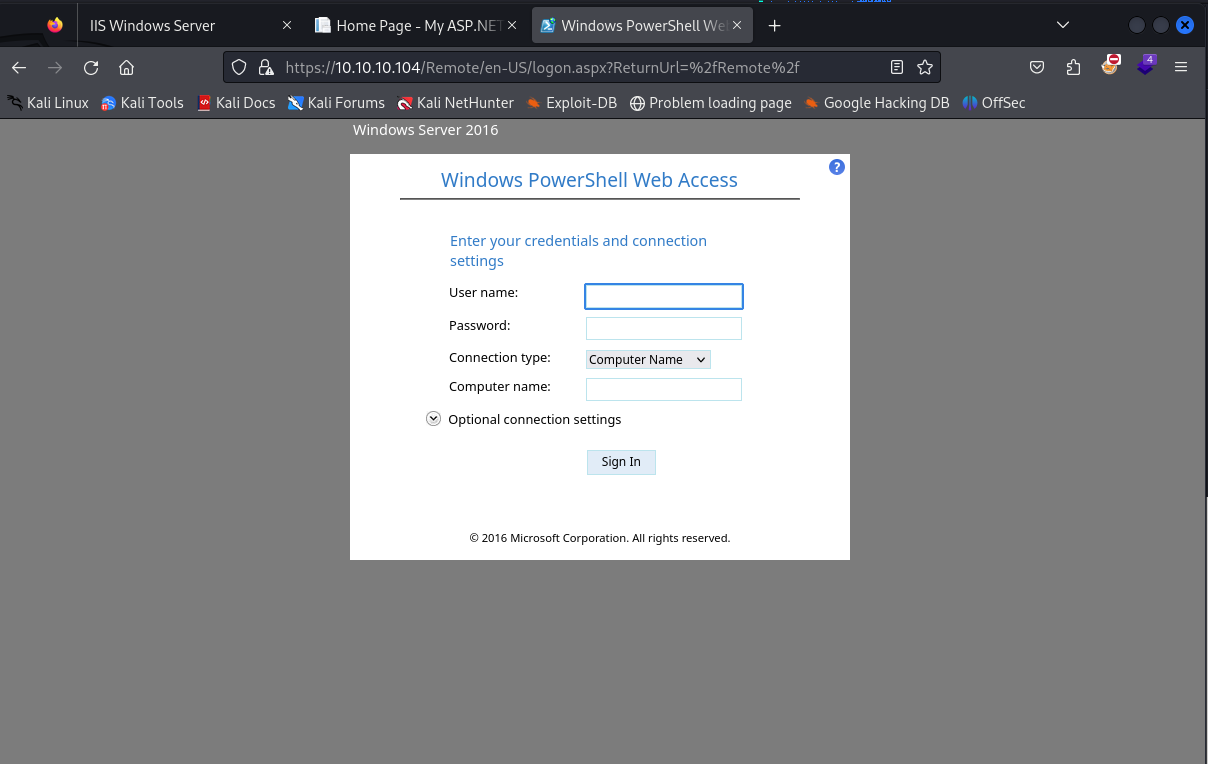 IIS Windows Server
Home Page - My ASP.NET
Windows PowerShell We
https://10.10.10.104/Remote/en-US/logon.aspx?ReturnUrl=%2fRemote%2f
4
Kali Linux
Kali Tools
Kali Docs
Kali Forums
Kali NetHunter
Exploit-DB
Problem loading page
Google Hacking DB
OffSec
Windows Server 2016
?
Windows PowerShell Web Access
Enter your credentials and connection
settings
User name:
Password:
Connection type:
Computer Name
Computer name:
Optional connection settings
Sign In
© 2016 Microsoft Corporation. All rights reserved.